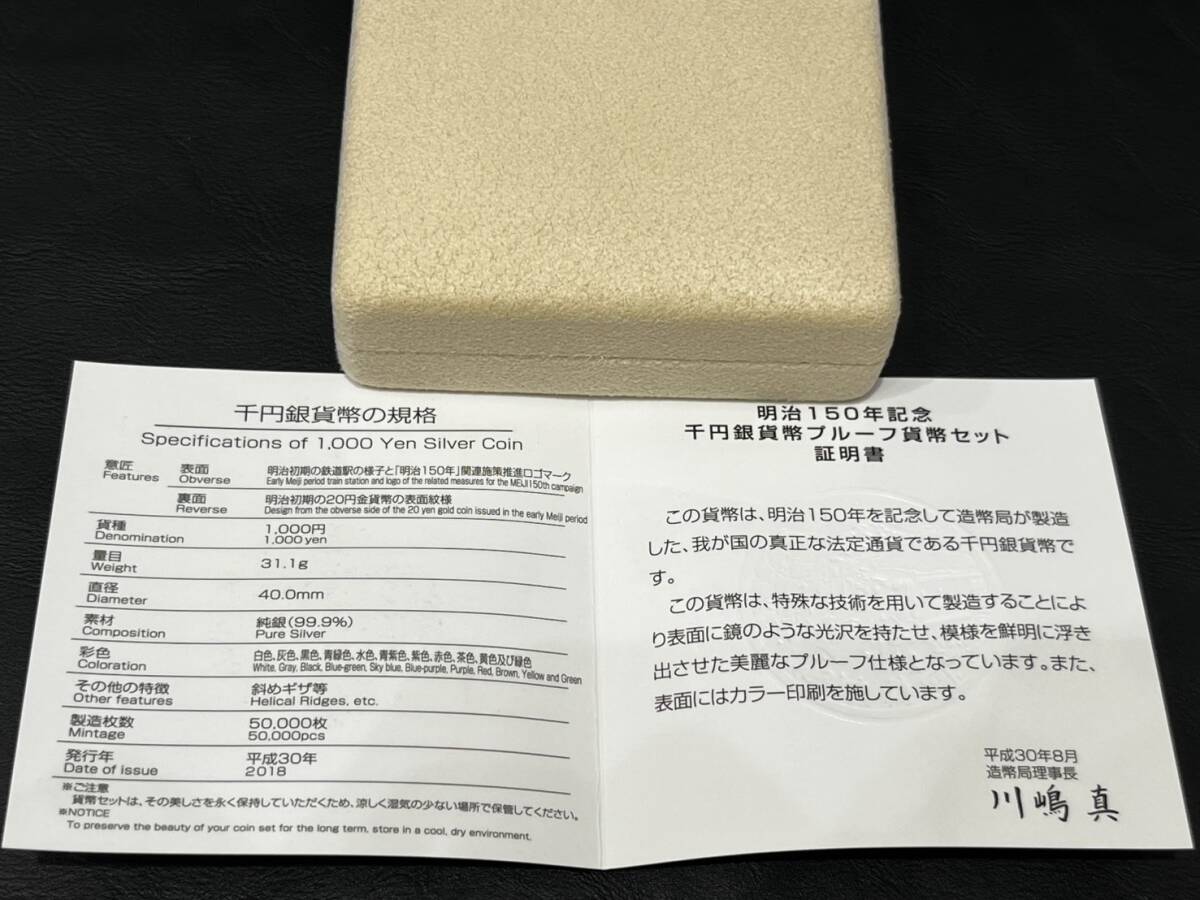 千円銀貨幣の規格
Specifications of 1,000 Yen Silver Coin
意匠 表面 明治初期の鉄道駅の様子と「明治150年」関連施策推進ロゴマーク
Features Obverse Early Meiji period train station and logo of the related measures for the MEIJI150th campaign
裏面 明治初期の20円金貨幣の表面紋様
Reverse Design from the obverse side of the 20 yen gold coin issued in the early Meiji period
貨種 1,000円
Denomination 1,000yen
量目 31.1g
Weight
直径 40.0mm
Diameter
素材 純銀(99.9%)
Composition Pure Silver
彩色 白色、灰色、黒色、青緑色、水色、青紫色、紫色、赤色、茶色、黄色及び緑色
Coloration White, Gray, Black, Blue-green, Sky blue, Blue-purple, Purple, Red, Brown, Yellow and Green
その他の特徴 斜めギザ等
Other features Helical Ridges, etc.
製造枚数 50,000枚
Mintage 50,000pcs
発行年 平成30年
Date of issue 2018
※ご注意
貨幣セットは、その美しさを永く保持していただくため、涼しく湿気の少ない場所で保管してください。
※NOTICE
To preserve the beauty of your coin set for the long term, store in a cool, dry environment.
明治150年記念
千円銀貨幣プルーフ貨幣セット
証明書
この貨幣は、明治150年を記念して造幣局が製造
した、我が国の真正な法定通貨である千円銀貨幣で
す。
この貨幣は、特殊な技術を用いて製造することによ
り表面に鏡のような光沢を持たせ、模様を鮮明に浮き
出させた美麗なプルーフ仕様となっています。また、
表面にはカラー印刷を施しています。
平成30年8月
造幣局理事長
川嶋 真